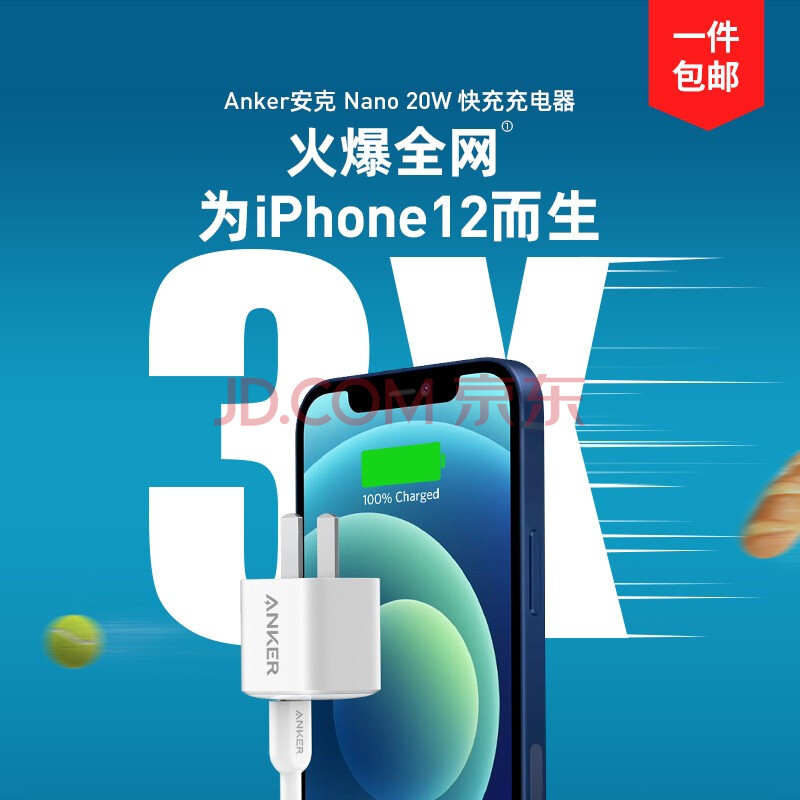 一件
包邮
Anker安克 Nano 20W 快充充电器
火爆全网①
为iPhone12而生
3X
JD.COM 京东
100% Charged
ANKER
ANKER